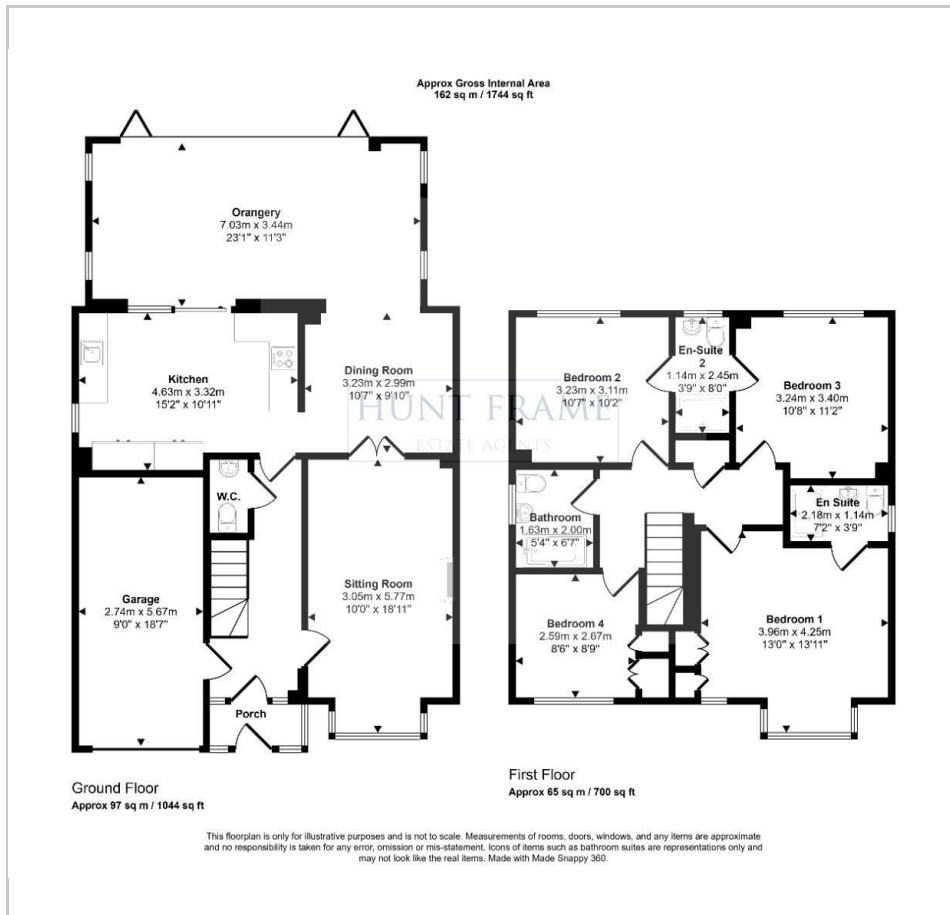 Approx Gross Internal Area
162 sq m / 1744 sq ft
Orangery
7.03m x 3.44m
23'1" x 11'3"
Kitchen
4.63m x 3.32m
15'2" x 10'11"
Dining Room
3.23m x 2.99m
10'7" x 9'10"
HUNT FRAME
ESTATE AGENTS
W.C.
Garage
2.74m x 5.67m
9'0" x 18'7"
Sitting Room
3.05m x 5.77m
10'0" x 18'11"
Porch
Ground Floor
Approx 97 sq m / 1044 sq ft
Bedroom 2
3.23m x 3.11m
10'7" x 10'2"
En-Suite
2
1.14m x 2.45m
3'9" x 8'0"
Bedroom 3
3.24m x 3.40m
10'8" x 11'2"
Bathroom
1.63m x 2.00m
5'4" x 6'7"
En Suite
2.18m x 1.14m
7'2" x 3'9"
Bedroom 4
2.59m x 2.67m
8'6" x 8'9"
Bedroom 1
3.96m x 4.25m
13'0" x 13'11"
First Floor
Approx 65 sq m / 700 sq ft
This floorplan is only for illustrative purposes and is not to scale. Measurements of rooms, doors, windows, and any items are approximate
and no responsibility is taken for any error, omission or mis-statement. Icons of items such as bathroom suites are representations only and
may not look like the real items. Made with Made Snappy 360.